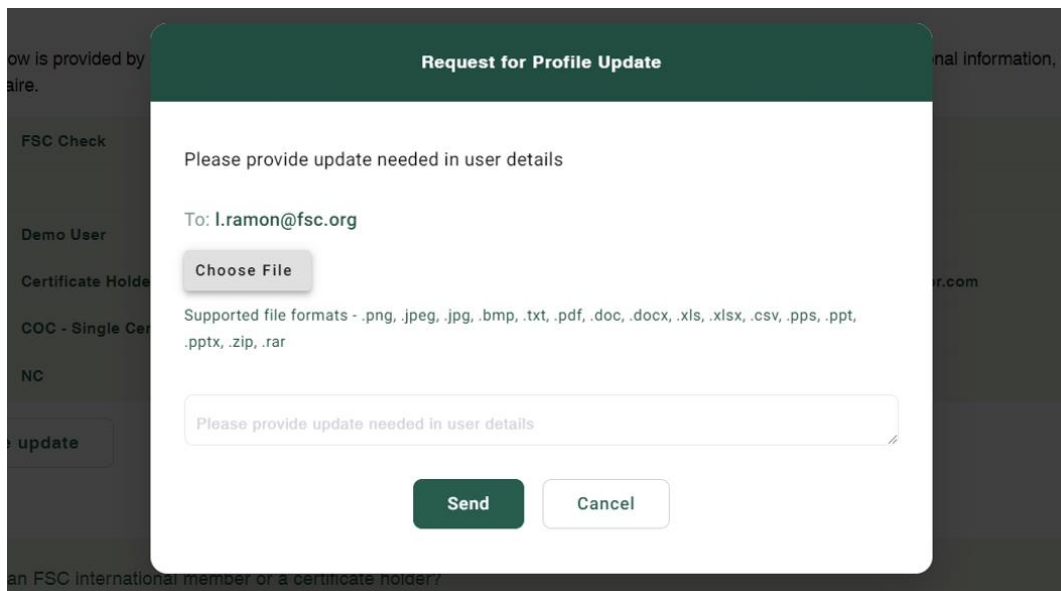 Request for Profile Update
ow is provided by
nal information,
aire.
FSC Check
Please provide update needed in user details
To: l.ramon@fsc.org
Demo User
Choose File
Certificate Holde
r.com
Supported file formats - .png, .jpeg, .jpg, .bmp, .txt, .pdf, .doc, .docx, .xls, .xlsx, .csv, .pps, .ppt,
.pptx, .zip, .rar
COC - Single Cer
NC
Please provide update needed in user details
update
Send
Cancel
an FSC international member or a certificate holder?